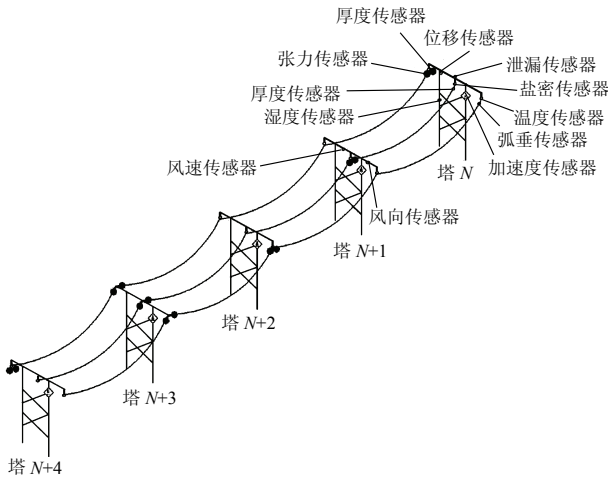 厚度传感器
位移传感器
张力传感器
泄漏传感器
厚度传感器
盐密传感器
湿度传感器
温度传感器
弧垂传感器
加速度传感器
塔 N
风速传感器
风向传感器
塔 N+1
塔 N+2
塔 N+3
塔 N+4